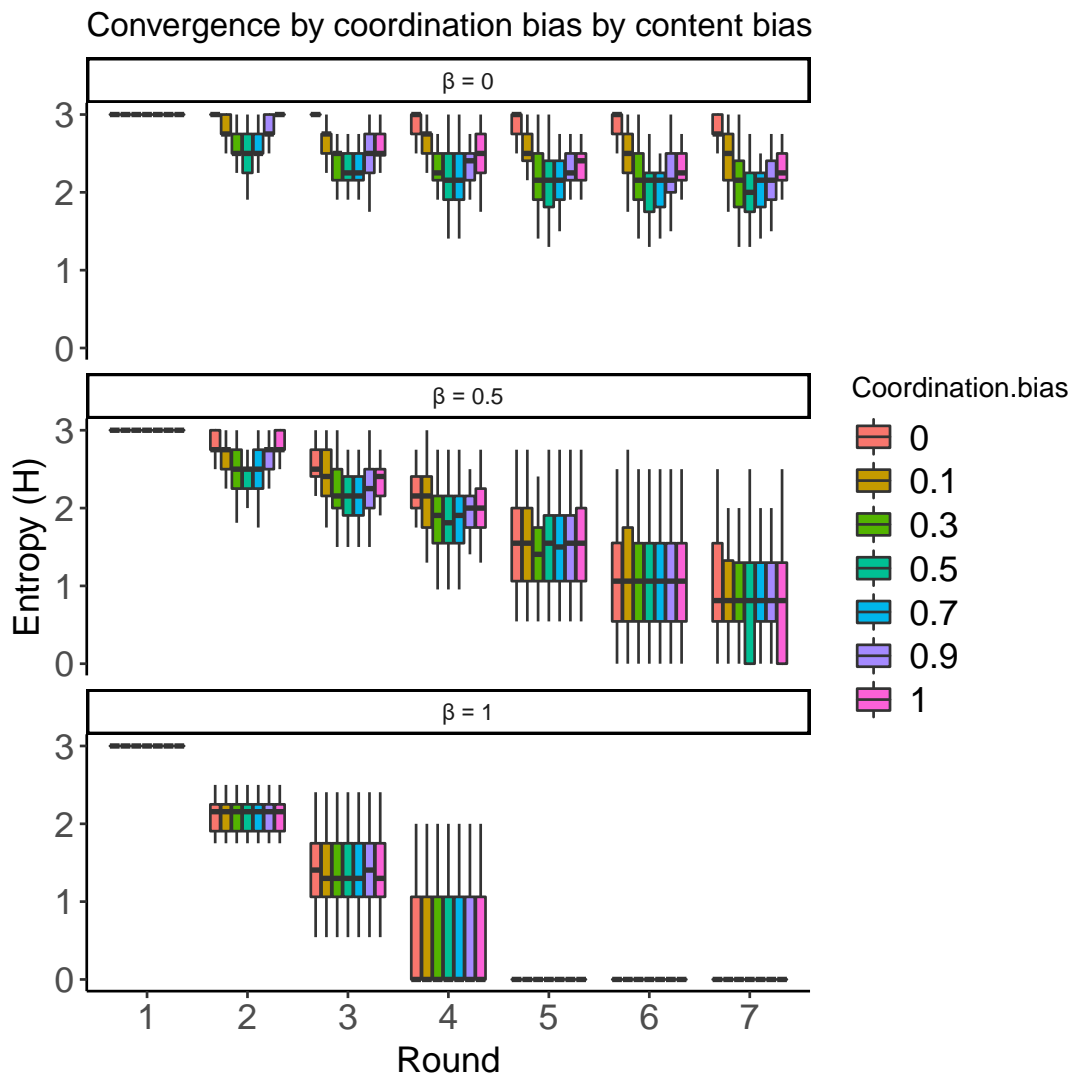 Convergence by coordination bias by content bias
β = 0
3
2
1
0
β = 0.5
3
2
1
0
β = 1
3
2
1
0
1 2 3 4 5 6 7
Round
Entropy (H)
Coordination.bias
0
0.1
0.3
0.5
0.7
0.9
1